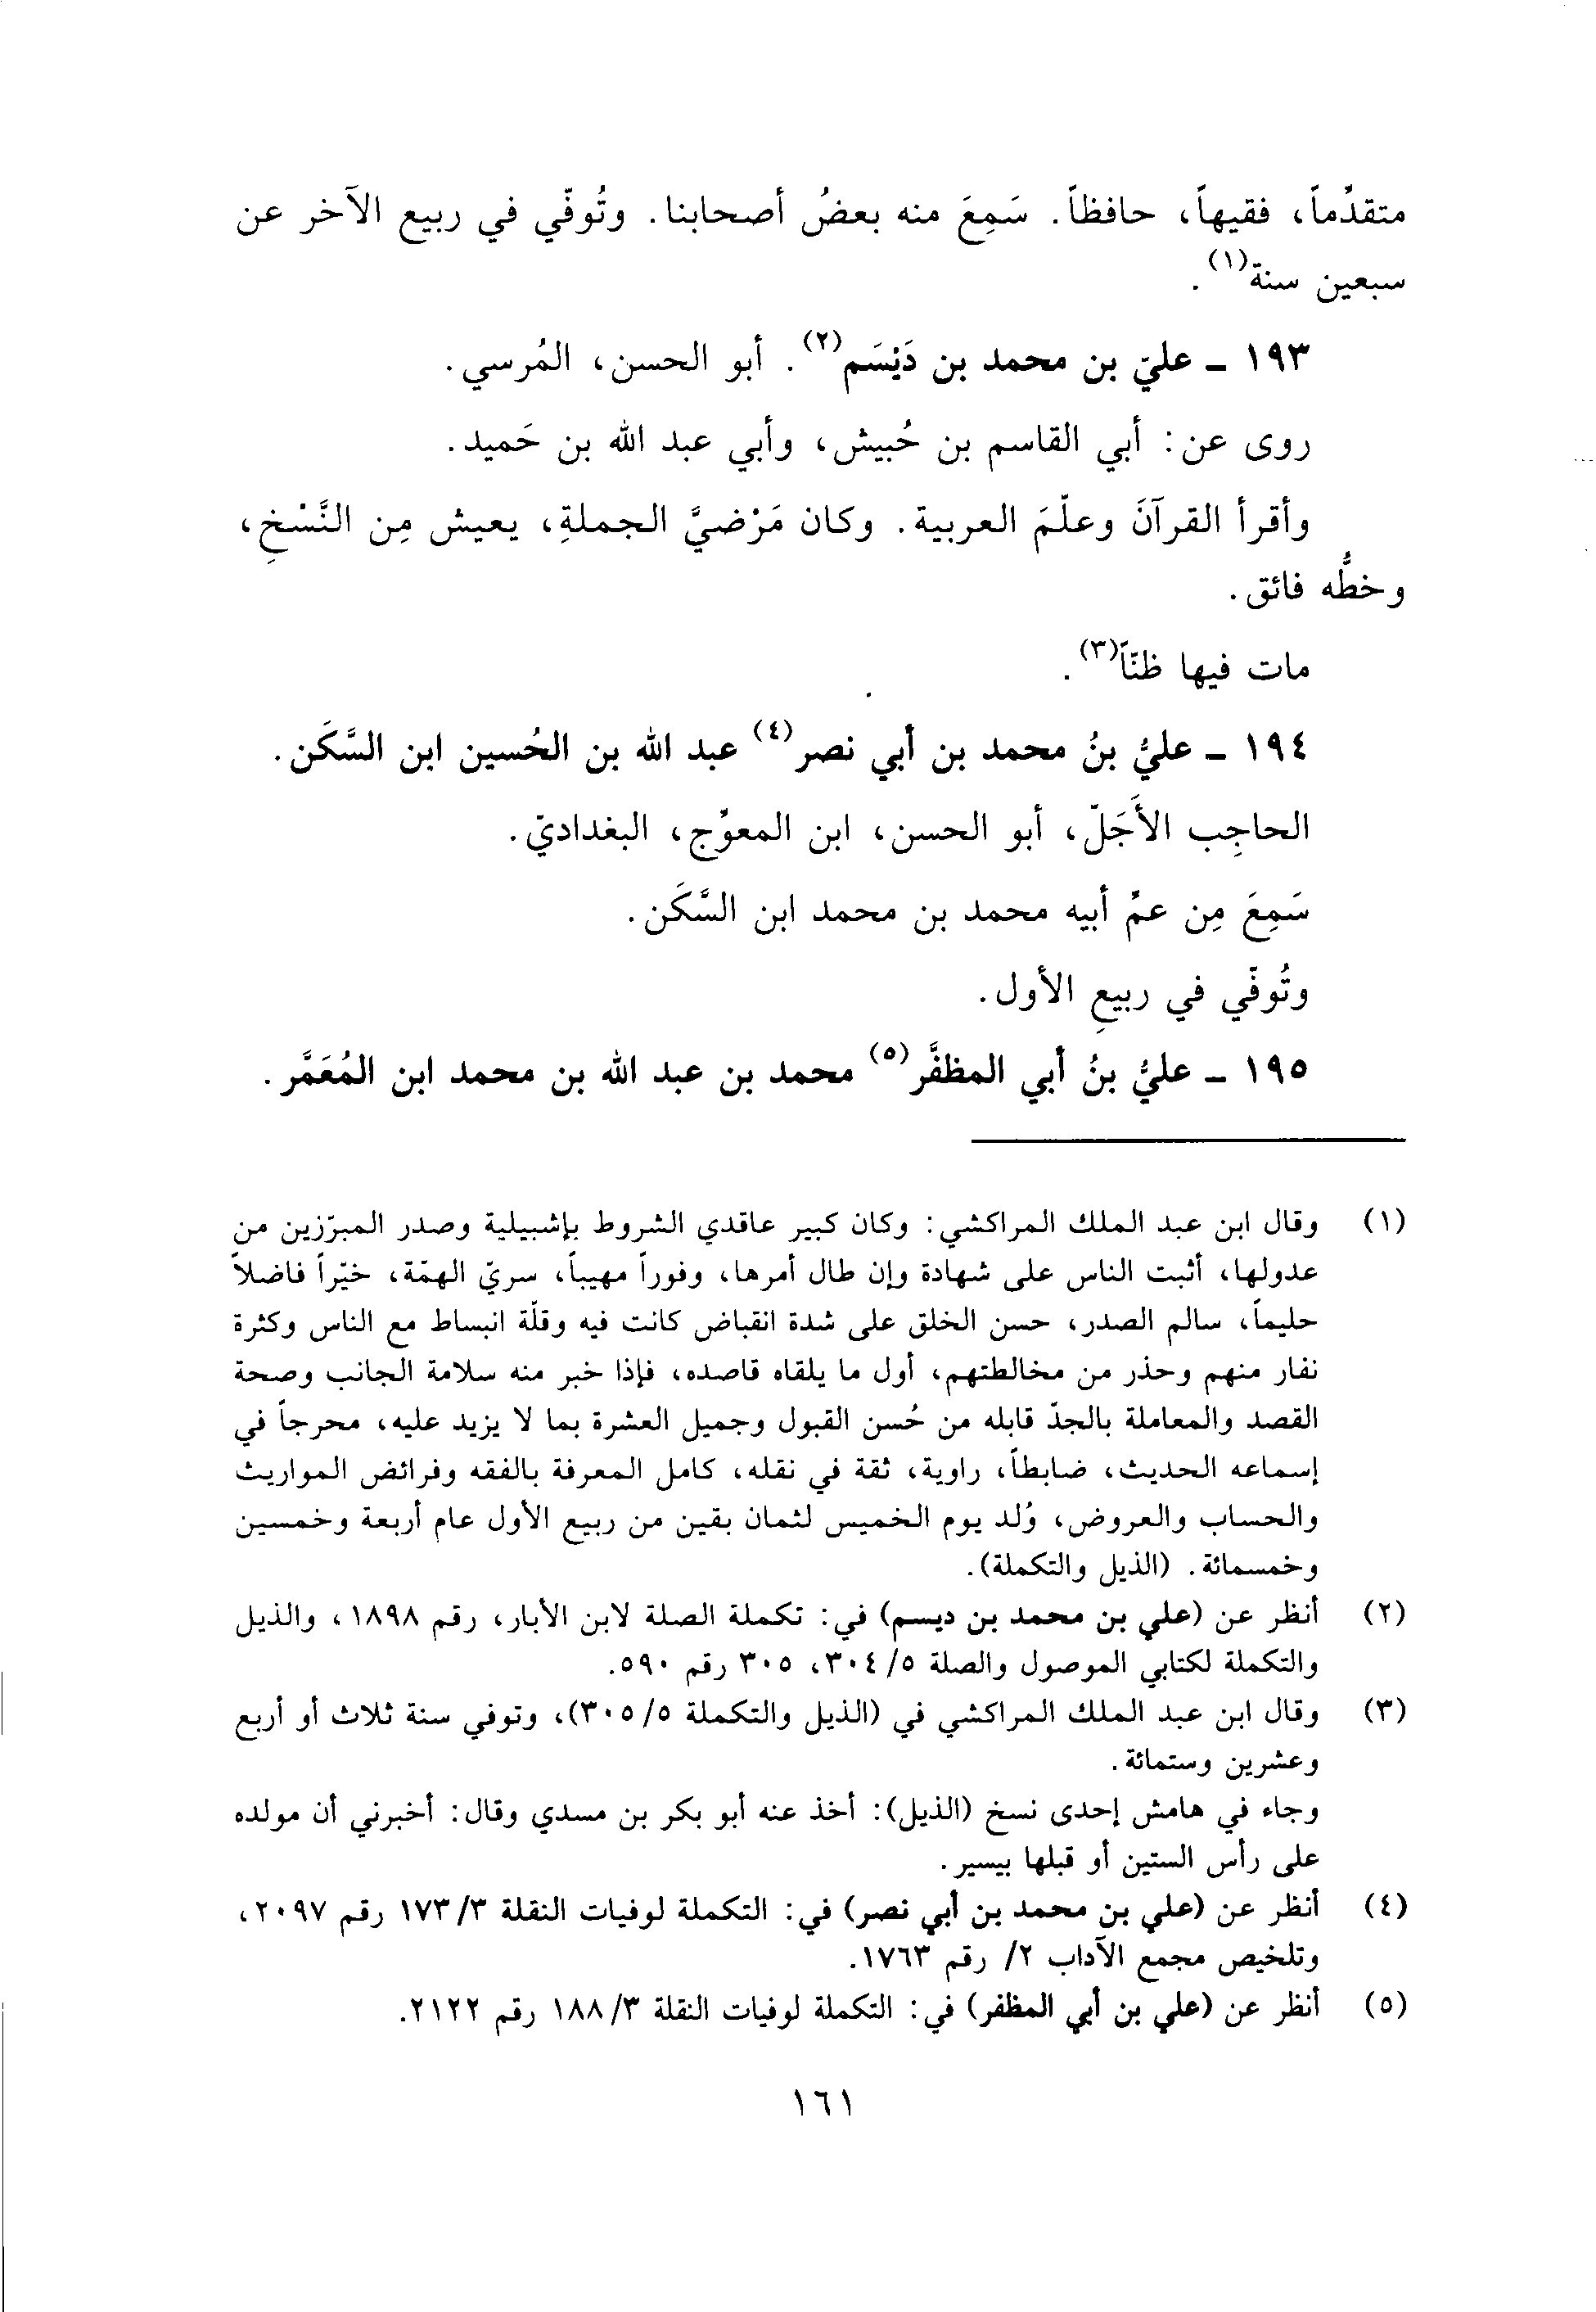 متقدِّماً، فقيهاً، حافظاً. سَمِعَ منه بعضُ أصحابنا. وتُوفّي في ربيع الآخر عن
سبعين سنة(١).
١٩٣ ـ عليّ بن محمد بن دَيْسَم(٢). أبو الحسن، المُرسي.
روى عن: أبي القاسم بن حُبيش، وأبي عبد الله بن حَميد.
وأقرأ القرآنَ وعلّمَ العربية. وكان مَرْضيَّ الجملةِ، يعيش مِن النَّسْخِ،
وخطُّه فائق.
مات فيها ظنّاً(٣).
١٩٤ ـ عليُّ بنُ محمد بن أبي نصر(٤) عبد الله بن الحُسين ابن السَّكَن.
الحاجِب الأَجَلّ، أبو الحسن، ابن المعوِّج، البغداديّ.
سَمِعَ مِن عمِّ أبيه محمد بن محمد ابن السَّكَن.
وتُوفّي في ربيعِ الأول.
١٩٥ ـ عليُّ بنُ أبي المظفَّر(٥) محمد بن عبد الله بن محمد ابن المُعَمَّر.
(١) وقال ابن عبد الملك المراكشي: وكان كبير عاقدي الشروط بإشبيلية وصدر المبرّزين من
عدولها، أثبت الناس على شهادة وإن طال أمرها، وفوراً مهيباً، سريّ الهمّة، خيّراً فاضلاً
حليماً، سالم الصدر، حسن الخلق على شدة انقباض كانت فيه وقلّة انبساط مع الناس وكثرة
نفار منهم وحذر من مخالطتهم، أول ما يلقاه قاصده، فإذا خبر منه سلامة الجانب وصحة
القصد والمعاملة بالجدّ قابله من حُسن القبول وجميل العشرة بما لا يزيد عليه، محرجاً في
إسماعه الحديث، ضابطاً، راوية، ثقة في نقله، كامل المعرفة بالفقه وفرائض المواريث
والحساب والعروض، وُلد يوم الخميس لثمان بقين من ربيع الأول عام أربعة وخمسين
وخمسمائة. (الذيل والتكملة).
(٢) أنظر عن (علي بن محمد بن ديسم) في: تكملة الصلة لابن الأبار، رقم ١٨٩٨، والذيل
والتكملة لكتابي الموصول والصلة ٥/ ٣٠٤، ٣٠٥ رقم ٥٩٠.
(٣) وقال ابن عبد الملك المراكشي في (الذيل والتكملة ٥/ ٣٠٥)، وتوفي سنة ثلاث أو أربع
وعشرين وستمائة.
وجاء في هامش إحدى نسخ (الذيل): أخذ عنه أبو بكر بن مسدي وقال: أخبرني أن مولده
على رأس الستين أو قبلها بيسير.
(٤) أنظر عن (علي بن محمد بن أبي نصر) في: التكملة لوفيات النقلة ٣/ ١٧٣ رقم ٢٠٩٧،
وتلخيص مجمع الآداب ٢/ رقم ١٧٦٣.
(٥) أنظر عن (علي بن أبي المظفر) في: التكملة لوفيات النقلة ٣/ ١٨٨ رقم ٢١٢٢.
١٦١